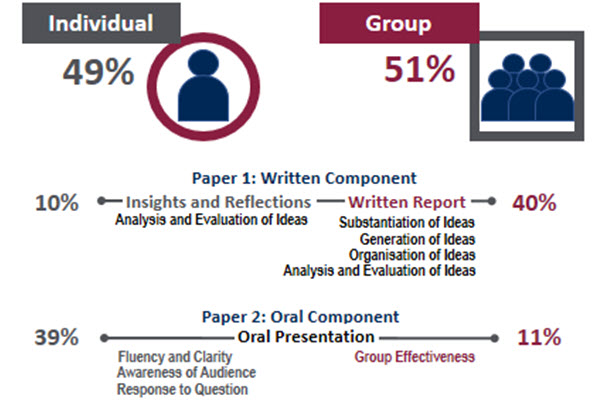 Individual Group
49% 51%
Paper 1: Written Component
10% Insights and Reflections Written Report 40%
Analysis and Evaluation of Ideas Substantiation of Ideas
Generation of Ideas
Organisation of Ideas
Analysis and Evaluation of Ideas
Paper 2: Oral Component
39% Oral Presentation 11%
Fluency and Clarity Group Effectiveness
Awareness of Audience
Response to Question